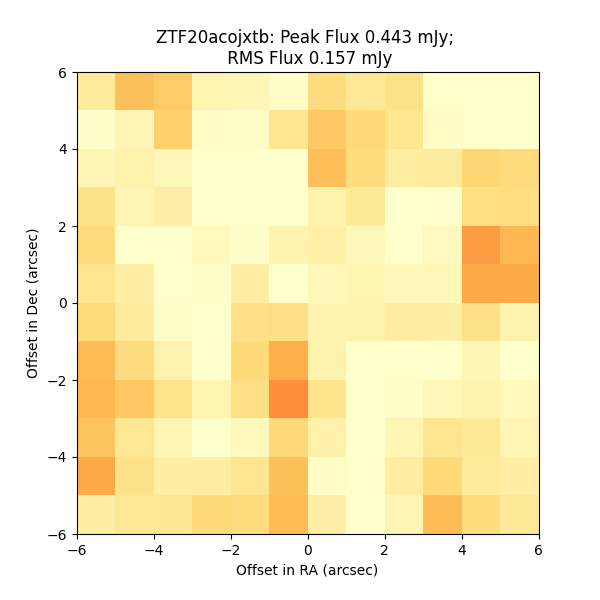 ZTF20acojxtb: Peak Flux 0.443 mJy;
RMS Flux 0.157 mJy
6
4
2
0
−2
−4
−6
Offset in Dec (arcsec)
−6 −4 −2 0 2 4 6
Offset in RA (arcsec)